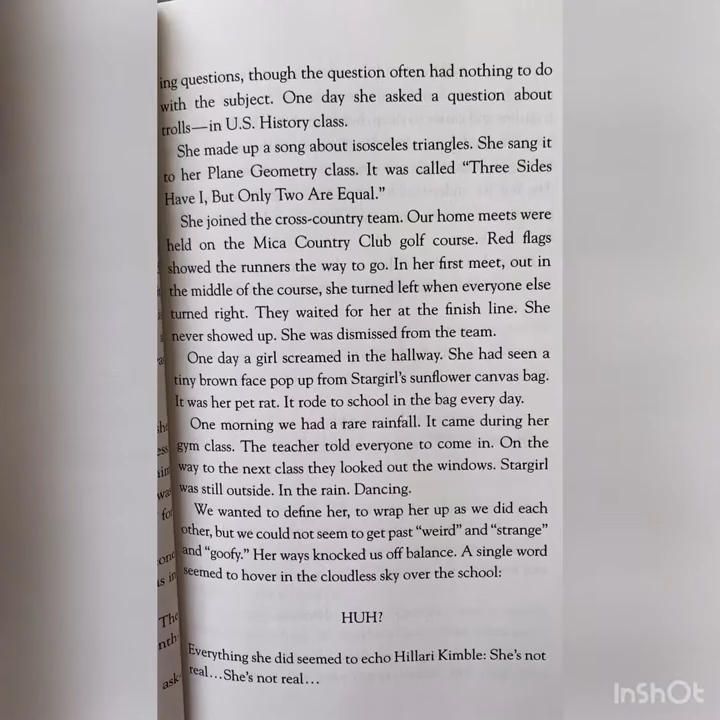 ing questions, though the question often had nothing to do
with the subject. One day she asked a question about
trolls—in U.S. History class.
She made up a song about isosceles triangles. She sang it
to her Plane Geometry class. It was called “Three Sides
Have I, But Only Two Are Equal.”
She joined the cross-country team. Our home meets were
held on the Mica Country Club golf course. Red flags
showed the runners the way to go. In her first meet, out in
the middle of the course, she turned left when everyone else
turned right. They waited for her at the finish line. She
never showed up. She was dismissed from the team.
One day a girl screamed in the hallway. She had seen a
tiny brown face pop up from Stargirl’s sunflower canvas bag.
It was her pet rat. It rode to school in the bag every day.
One morning we had a rare rainfall. It came during her
gym class. The teacher told everyone to come in. On the
way to the next class they looked out the windows. Stargirl
was still outside. In the rain. Dancing.
We wanted to define her, to wrap her up as we did each
other, but we could not seem to get past “weird” and “strange”
and “goofy.” Her ways knocked us off balance. A single word
seemed to hover in the cloudless sky over the school:
HUH?
Everything she did seemed to echo Hillari Kimble: She’s not
real…She’s not real…
InShOt